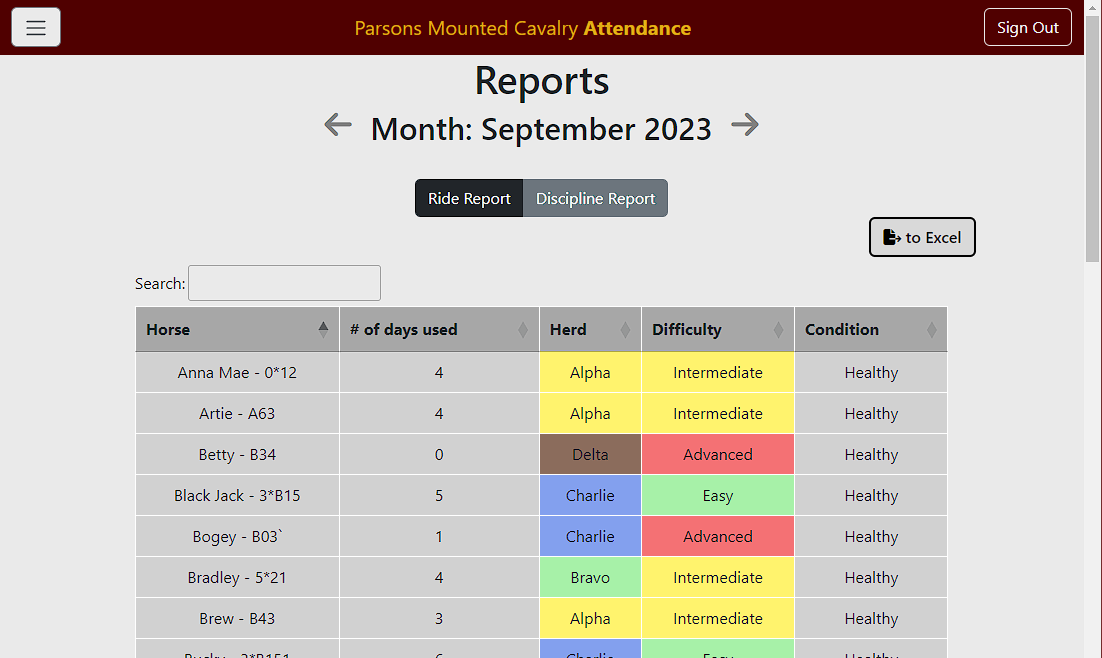 Parsons Mounted Cavalry Attendance
Sign Out
Reports
Month: September 2023
Ride Report Discipline Report
to Excel
Search:
Horse # of days used Herd Difficulty Condition
Anna Mae - 0*12 4 Alpha Intermediate Healthy
Artie - A63 4 Alpha Intermediate Healthy
Betty - B34 0 Delta Advanced Healthy
Black Jack - 3*B15 5 Charlie Easy Healthy
Bogey - B03` 1 Charlie Advanced Healthy
Bradley - 5*21 4 Bravo Intermediate Healthy
Brew - B43 3 Alpha Intermediate Healthy
Charlie Easy Healthy